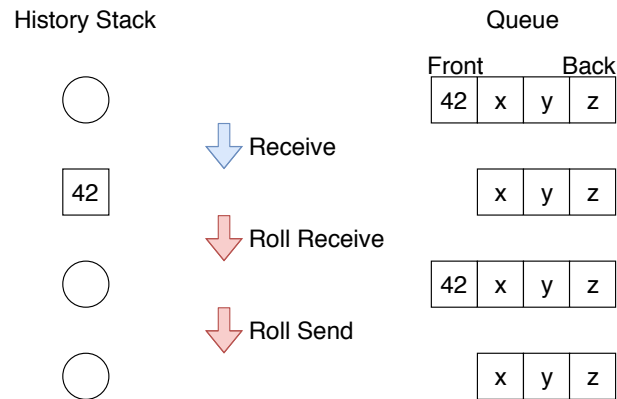 History Stack Queue
Front Back
42 x y z
Receive
42 x y z
Roll Receive
42 x y z
Roll Send
x y z